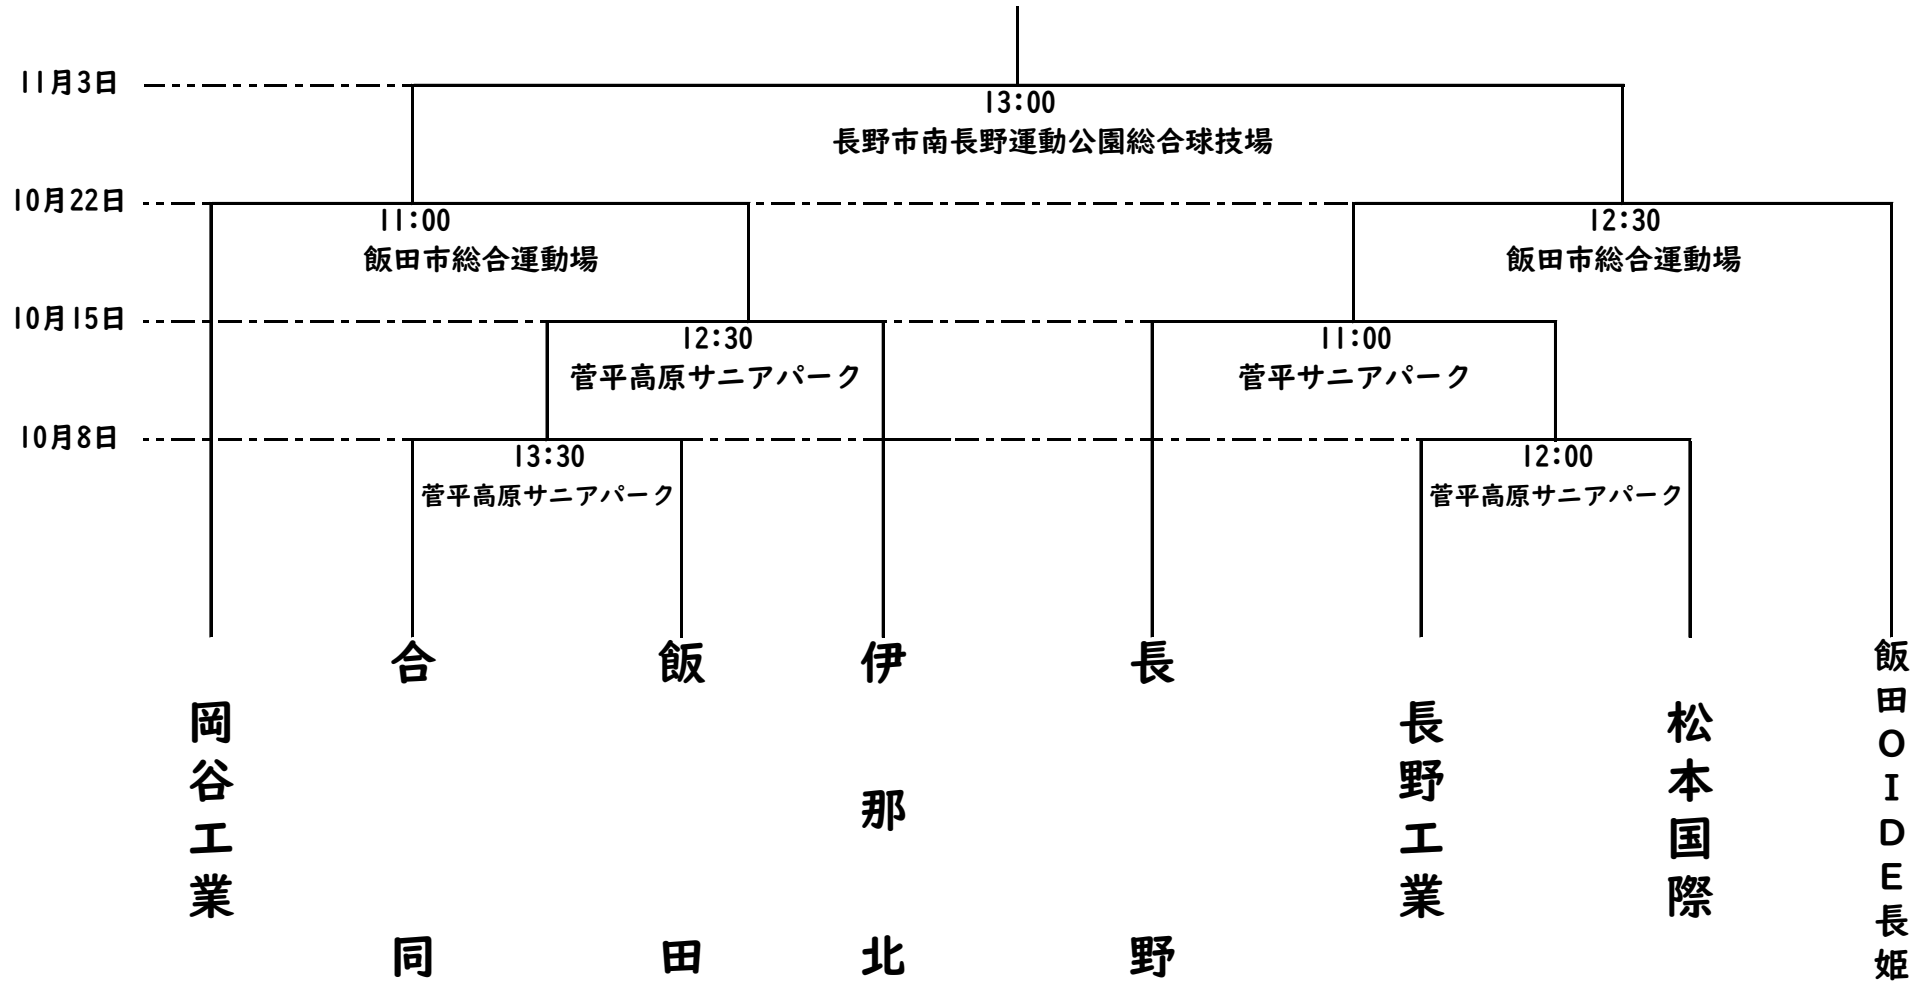 11月3日
13:00
長野市南長野運動公園総合球技場
10月22日
11:00
飯田市総合運動場
12:30
飯田市総合運動場
10月15日
12:30
菅平高原サニアパーク
11:00
菅平サニアパーク
10月8日
13:30
菅平高原サニアパーク
12:00
菅平高原サニアパーク
岡谷工業
合同
飯田
伊那北
長野
長野工業
松本国際
飯田OIDE長姫